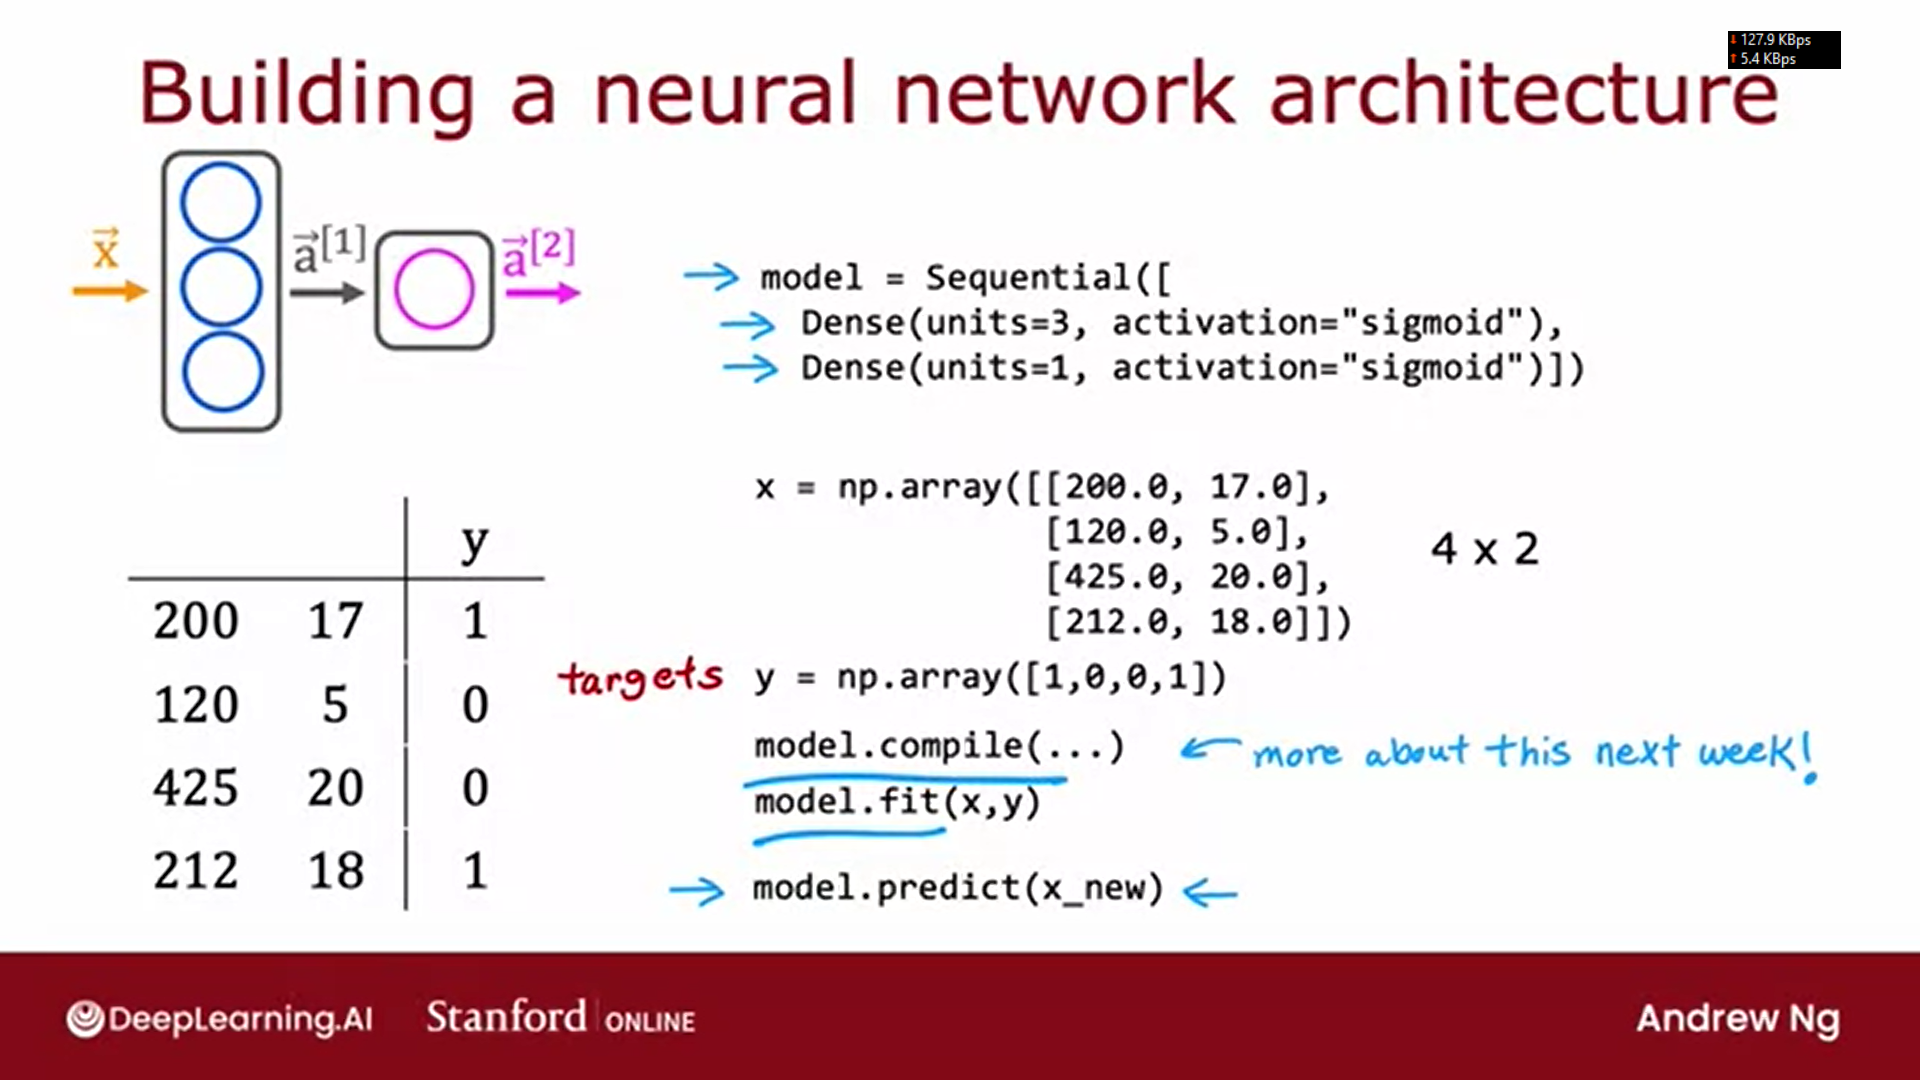 127.9 KBps
5.4 KBps
Building a neural network architecture
x⃗
a⃗[1]
a⃗[2]
model = Sequential([
Dense(units=3, activation="sigmoid"),
Dense(units=1, activation="sigmoid")])
y
200 17 1
120 5 0
425 20 0
212 18 1
x = np.array([[200.0, 17.0],
[120.0, 5.0],
[425.0, 20.0],
[212.0, 18.0]])
4 x 2
targets y = np.array([1,0,0,1])
model.compile(...) ← more about this next week!
model.fit(x,y)
→ model.predict(x_new) ←
DeepLearning.AI Stanford | ONLINE Andrew Ng